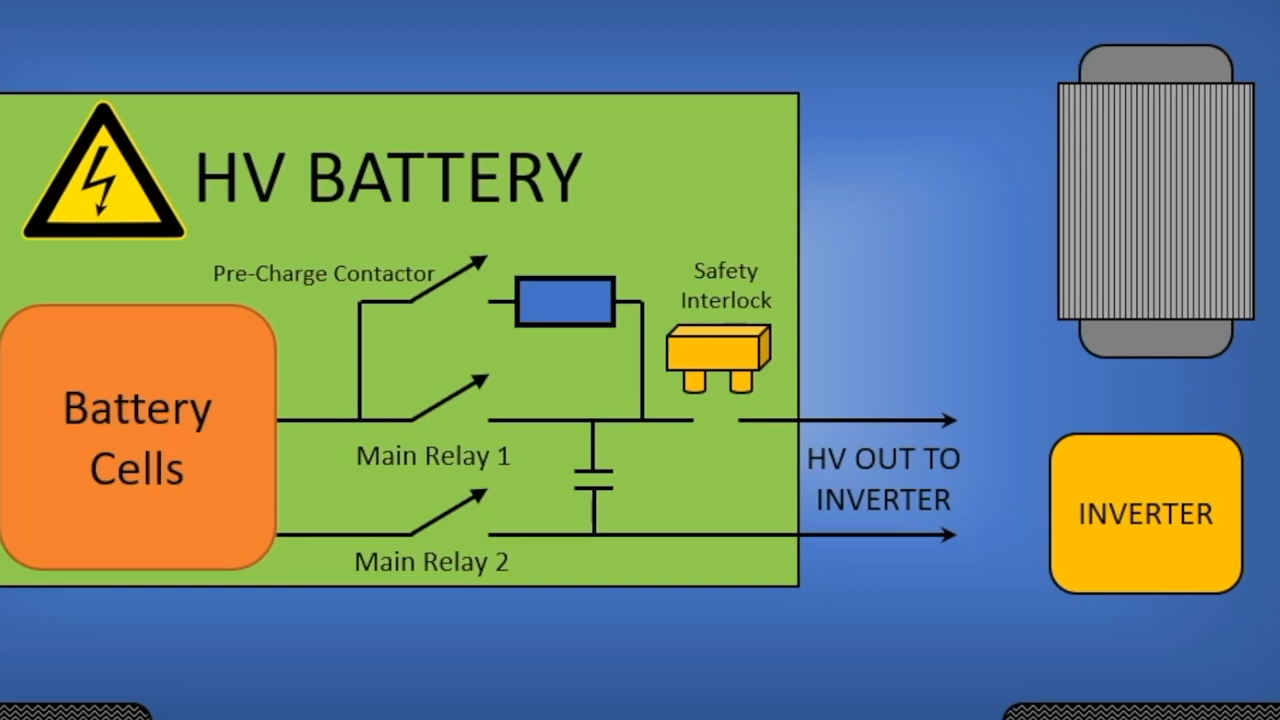 HV BATTERY
Pre-Charge Contactor
Safety
Interlock
Battery
Cells
Main Relay 1
Main Relay 2
HV OUT TO
INVERTER
INVERTER